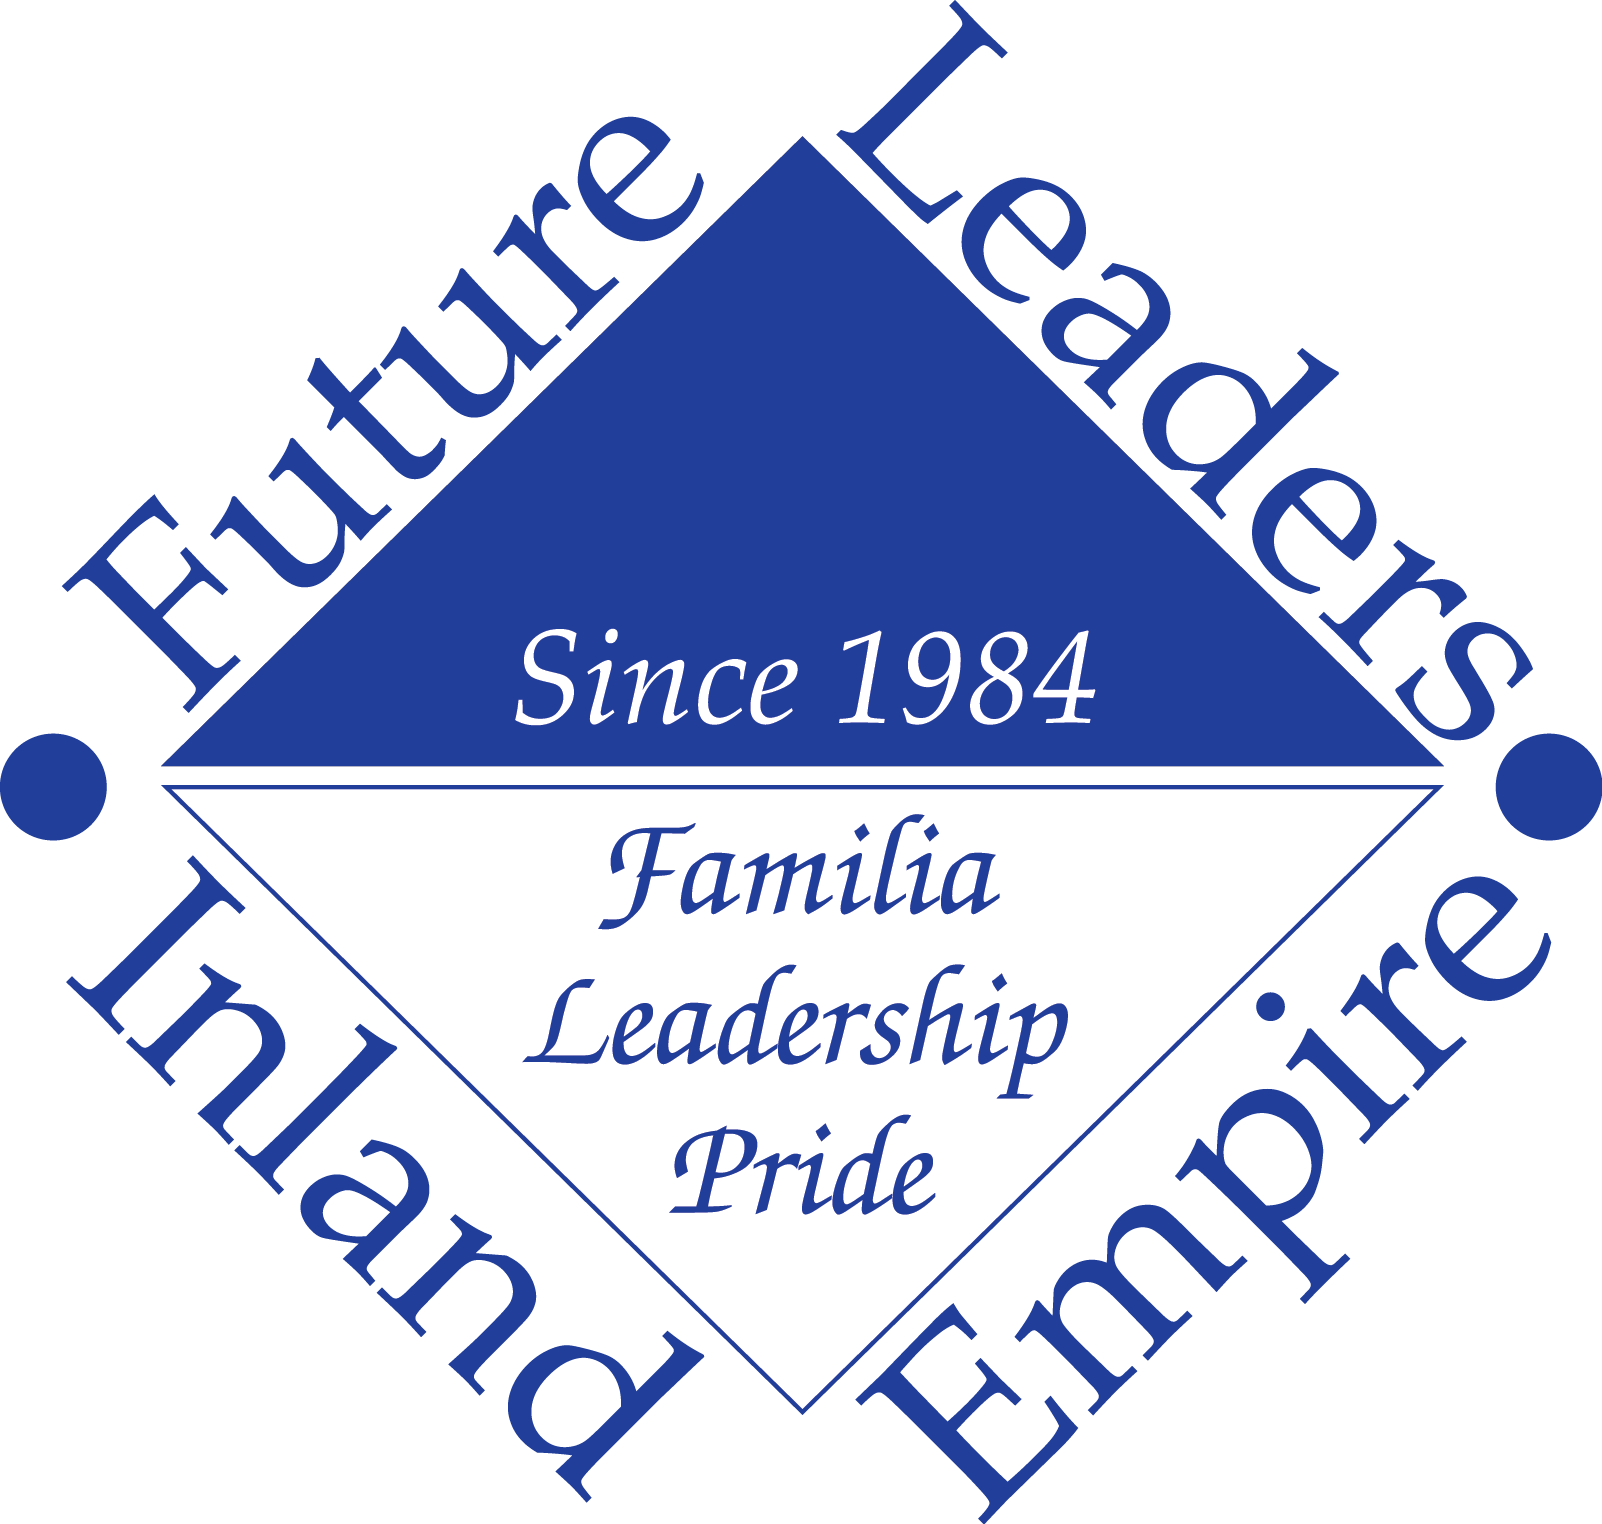 Future Leaders
Since 1984
Familia
Leadership
Pride
Inland Empire